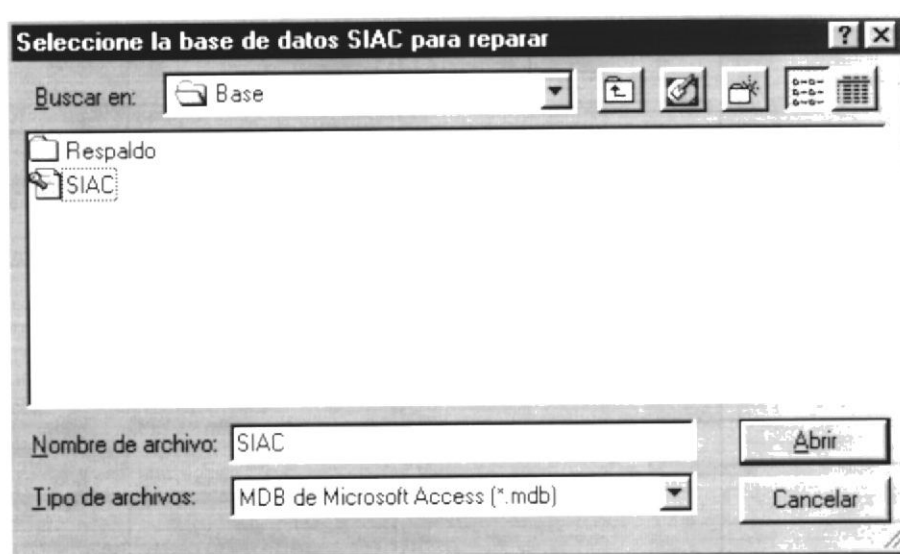 Seleccione la base de datos SIAC para reparar
Buscar en: Base
Respaldo
SIAC
Nombre de archivo: SIAC Abrir
Tipo de archivos: MDB de Microsoft Access (*.mdb) Cancelar